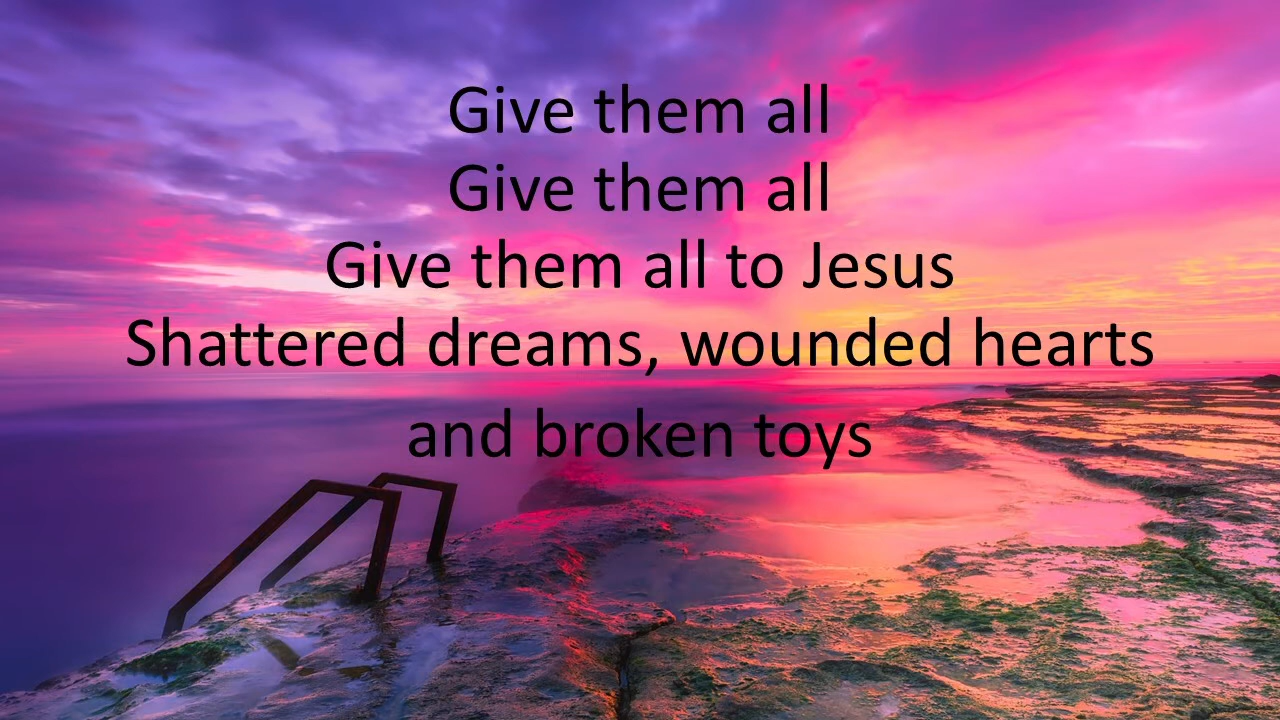 Give them all
Give them all
Give them all to Jesus
Shattered dreams, wounded hearts
and broken toys